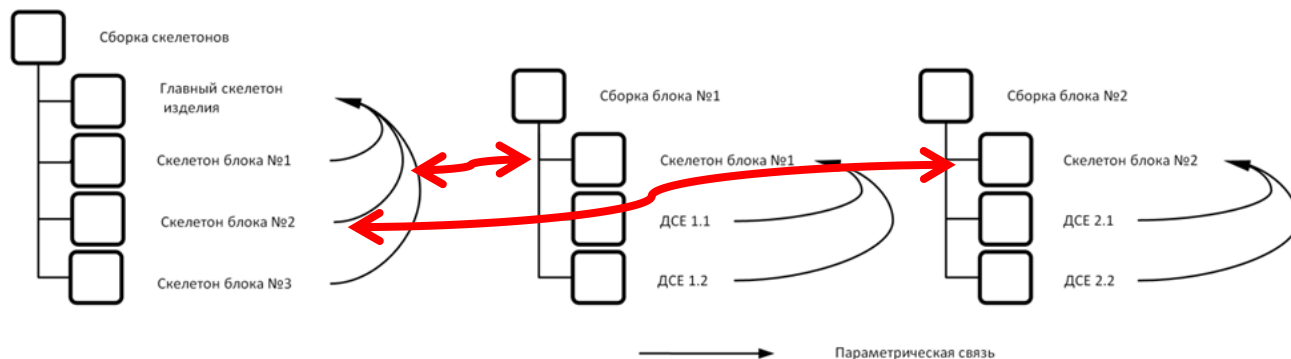 Сборка скелетонов
Главный скелетон
изделия
Скелетон блока №1
Скелетон блока №2
Скелетон блока №3
Сборка блока №1
Скелетон блока №1
ДСЕ 1.1
ДСЕ 1.2
Сборка блока №2
Скелетон блока №2
ДСЕ 2.1
ДСЕ 2.2
Параметрическая связь